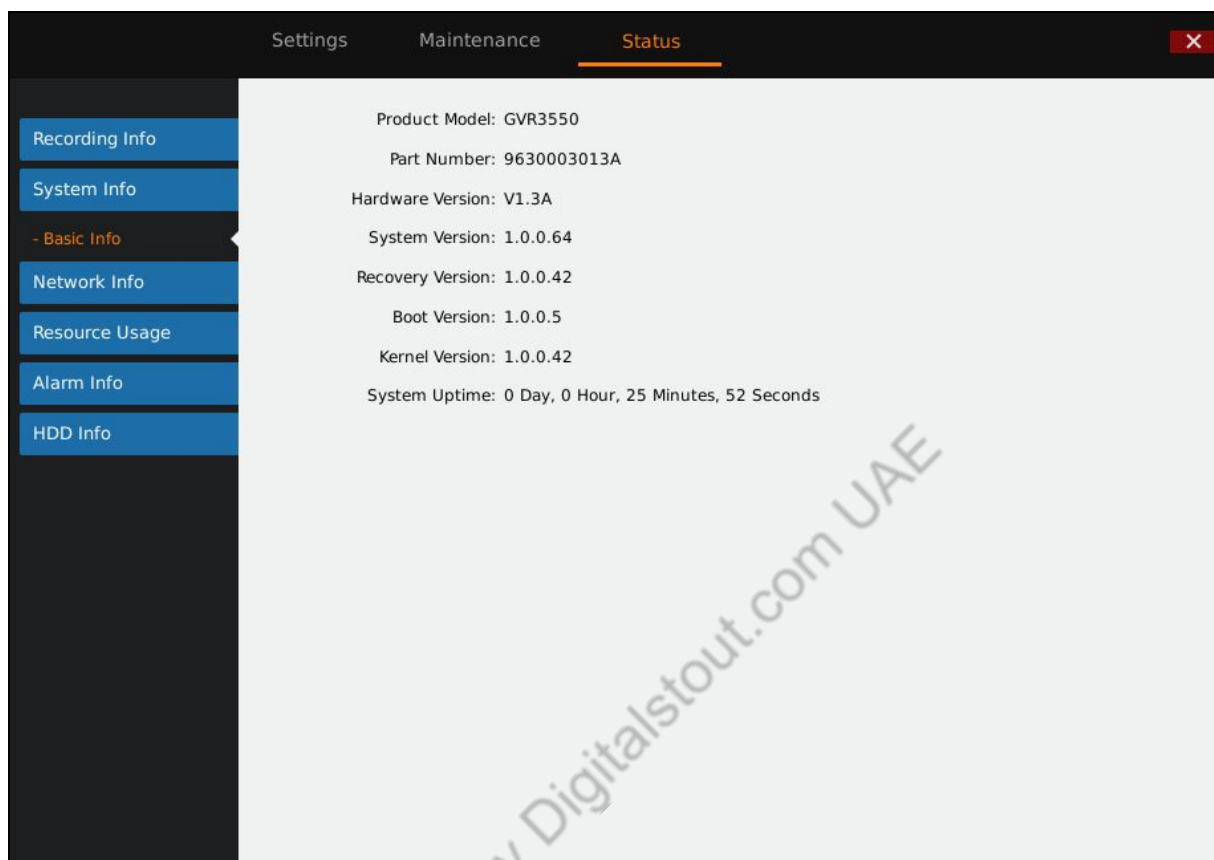 Settings Maintenance Status
Recording Info
System Info
- Basic Info
Network Info
Resource Usage
Alarm Info
HDD Info
Product Model: GVR3550
Part Number: 9630003013A
Hardware Version: V1.3A
System Version: 1.0.0.64
Recovery Version: 1.0.0.42
Boot Version: 1.0.0.5
Kernel Version: 1.0.0.42
System Uptime: 0 Day, 0 Hour, 25 Minutes, 52 Seconds
Digitalstout.com UAE